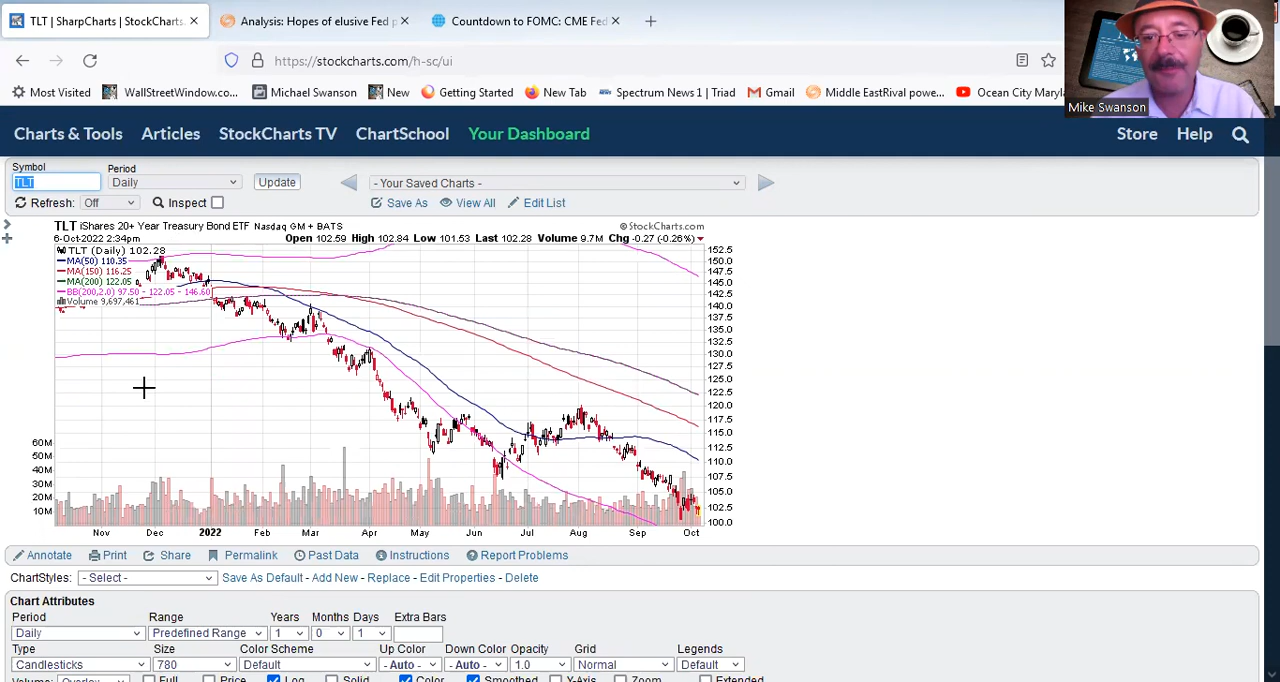 TLT | SharpCharts | StockCharts.
Analysis: Hopes of elusive Fed p
Countdown to FOMC: CME Fed
https://stockcharts.com/h-sc/ui
Most Visited
WallStreetWindow.co...
Michael Swanson
New
Getting Started
New Tab
Spectrum News 1 | Triad
Gmail
Middle EastRival powe...
Ocean City Maryla
Mike Swanson
Charts & Tools
Articles
StockCharts TV
ChartSchool
Your Dashboard
Store
Help
Symbol
Period
TLT
Daily
Update
- Your Saved Charts -
Refresh: Off
Inspect
Save As
View All
Edit List
TLT iShares 20+ Year Treasury Bond ETF Nasdaq GM + BATS
© StockCharts.com
6-Oct-2022 2:34pm
Open 102.59 High 102.84 Low 101.53 Last 102.28 Volume 9.7M Chg -0.27 (-0.26%)
TLT (Daily) 102.28
MA(50) 110.35
MA(150) 116.25
MA(200) 122.05
BB(200,2.0) 97.50 - 122.05 - 146.60
Volume 9,697,461
152.5
150.0
147.5
145.0
142.5
140.0
137.5
135.0
132.5
130.0
127.5
125.0
122.5
120.0
117.5
115.0
112.5
110.0
107.5
105.0
102.5
100.0
60M
50M
40M
30M
20M
10M
Nov Dec 2022 Feb Mar Apr May Jun Jul Aug Sep Oct
Annotate
Print
Share
Permalink
Past Data
Instructions
Report Problems
ChartStyles: - Select -
Save As Default - Add New - Replace - Edit Properties - Delete
Chart Attributes
Period
Range
Years
Months
Days
Extra Bars
Daily
Predefined Range
1
0
1
Type
Size
Color Scheme
Up Color
Down Color
Opacity
Grid
Legends
Candlesticks
780
Default
- Auto -
- Auto -
1.0
Normal
Default
Volume: Overlay
Full
Price
Log
Solid
Color
Smoothed
Y-Axis
Zoom
Extended